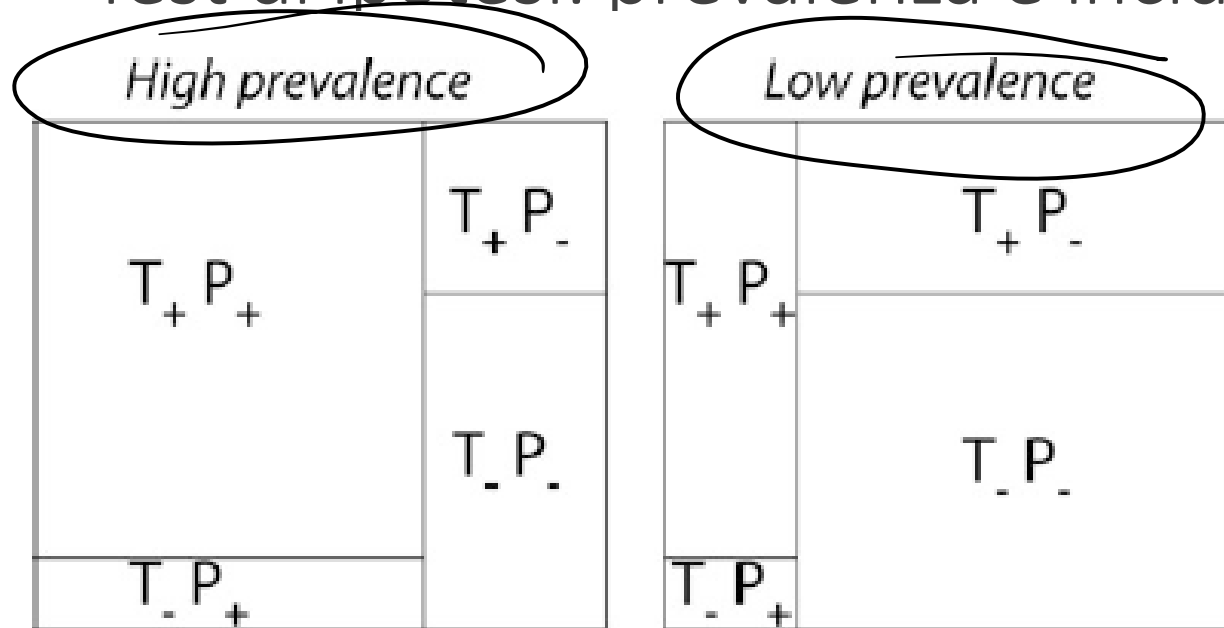 High prevalence
Low prevalence
T+ P+
T+ P-
T- P-
T- P+
T+ P+
T+ P-
T- P-
T- P+